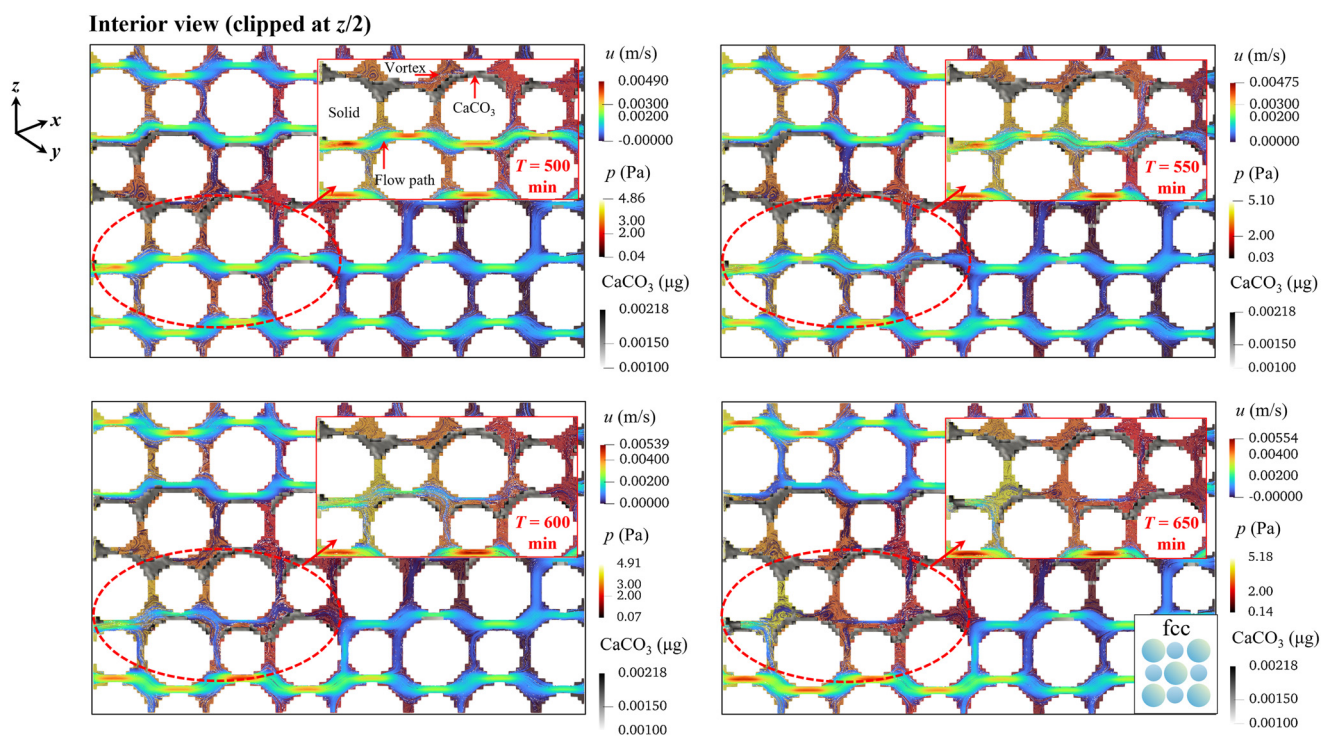 Interior view (clipped at z/2)
z
x
y
Vortex
CaCO₃
Solid
Flow path
T = 500
min
u (m/s)
0.00490
0.00300
0.00200
-0.00000
p (Pa)
4.86
3.00
2.00
0.04
CaCO₃ (μg)
0.00218
0.00150
0.00100
T = 550
min
u (m/s)
0.00475
0.00200
0.00000
p (Pa)
5.10
2.00
0.03
CaCO₃ (μg)
0.00218
0.00150
0.00100
T = 600
min
u (m/s)
0.00539
0.00400
0.00200
0.00000
p (Pa)
4.91
3.00
2.00
0.07
CaCO₃ (μg)
0.00218
0.00150
0.00100
T = 650
min
fcc
u (m/s)
0.00554
0.00400
0.00200
-0.00000
p (Pa)
5.18
2.00
0.14
CaCO₃ (μg)
0.00218
0.00150
0.00100